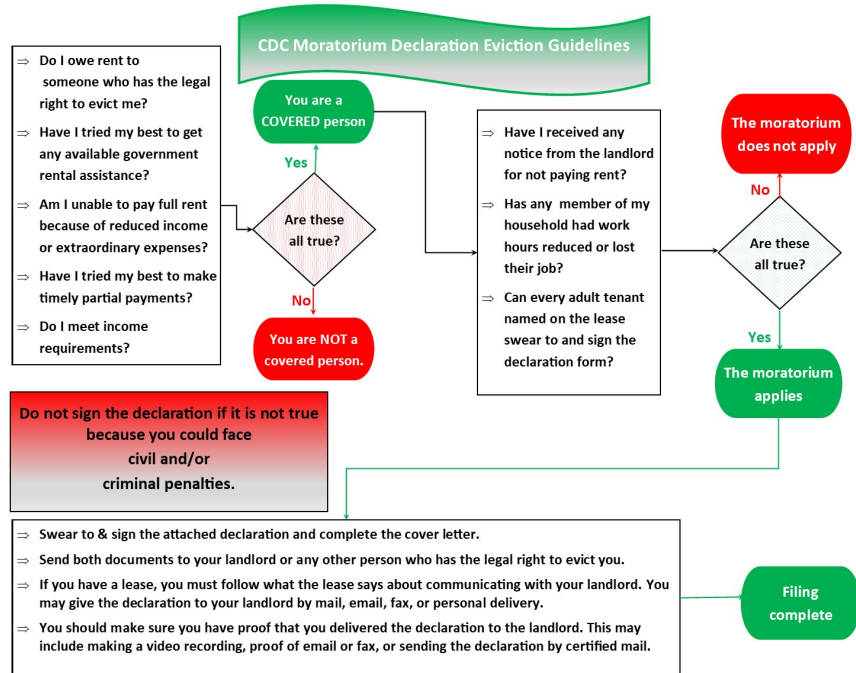 CDC Moratorium Declaration Eviction Guidelines
⇒ Do I owe rent to
someone who has the legal
right to evict me?
⇒ Have I tried my best to get
any available government
rental assistance?
⇒ Am I unable to pay full rent
because of reduced income
or extraordinary expenses?
⇒ Have I tried my best to make
timely partial payments?
⇒ Do I meet income
requirements?
Are these
all true?
Yes
You are a
COVERED person
No
You are NOT a
covered person.
⇒ Have I received any
notice from the landlord
for not paying rent?
⇒ Has any member of my
household had work
hours reduced or lost
their job?
⇒ Can every adult tenant
named on the lease
swear to and sign the
declaration form?
Are these
all true?
No
The moratorium
does not apply
Yes
The moratorium
applies
Do not sign the declaration if it is not true
because you could face
civil and/or
criminal penalties.
⇒ Swear to & sign the attached declaration and complete the cover letter.
⇒ Send both documents to your landlord or any other person who has the legal right to evict you.
⇒ If you have a lease, you must follow what the lease says about communicating with your landlord. You
may give the declaration to your landlord by mail, email, fax, or personal delivery.
⇒ You should make sure you have proof that you delivered the declaration to the landlord. This may
include making a video recording, proof of email or fax, or sending the declaration by certified mail.
Filing
complete